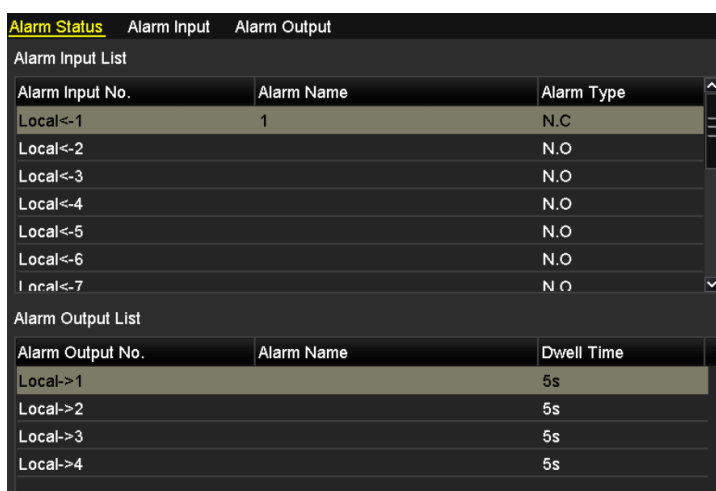 Alarm Status Alarm Input Alarm Output
Alarm Input List
Alarm Input No. Alarm Name Alarm Type
Local<-1 1 N.C
Local<-2 N.O
Local<-3 N.O
Local<-4 N.O
Local<-5 N.O
Local<-6 N.O
Local<-7 N.O
Alarm Output List
Alarm Output No. Alarm Name Dwell Time
Local->1 5s
Local->2 5s
Local->3 5s
Local->4 5s